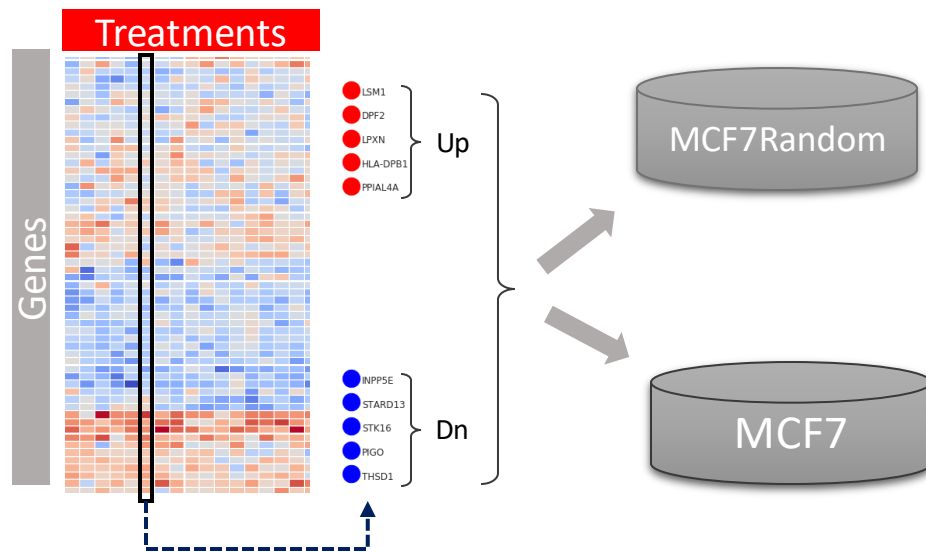 Treatments
Genes
LSM1
DPF2
LPXN
HLA-DPB1
PPIAL4A
Up
INPP5E
STARD13
STK16
PIGO
THSD1
Dn
MCF7Random
MCF7